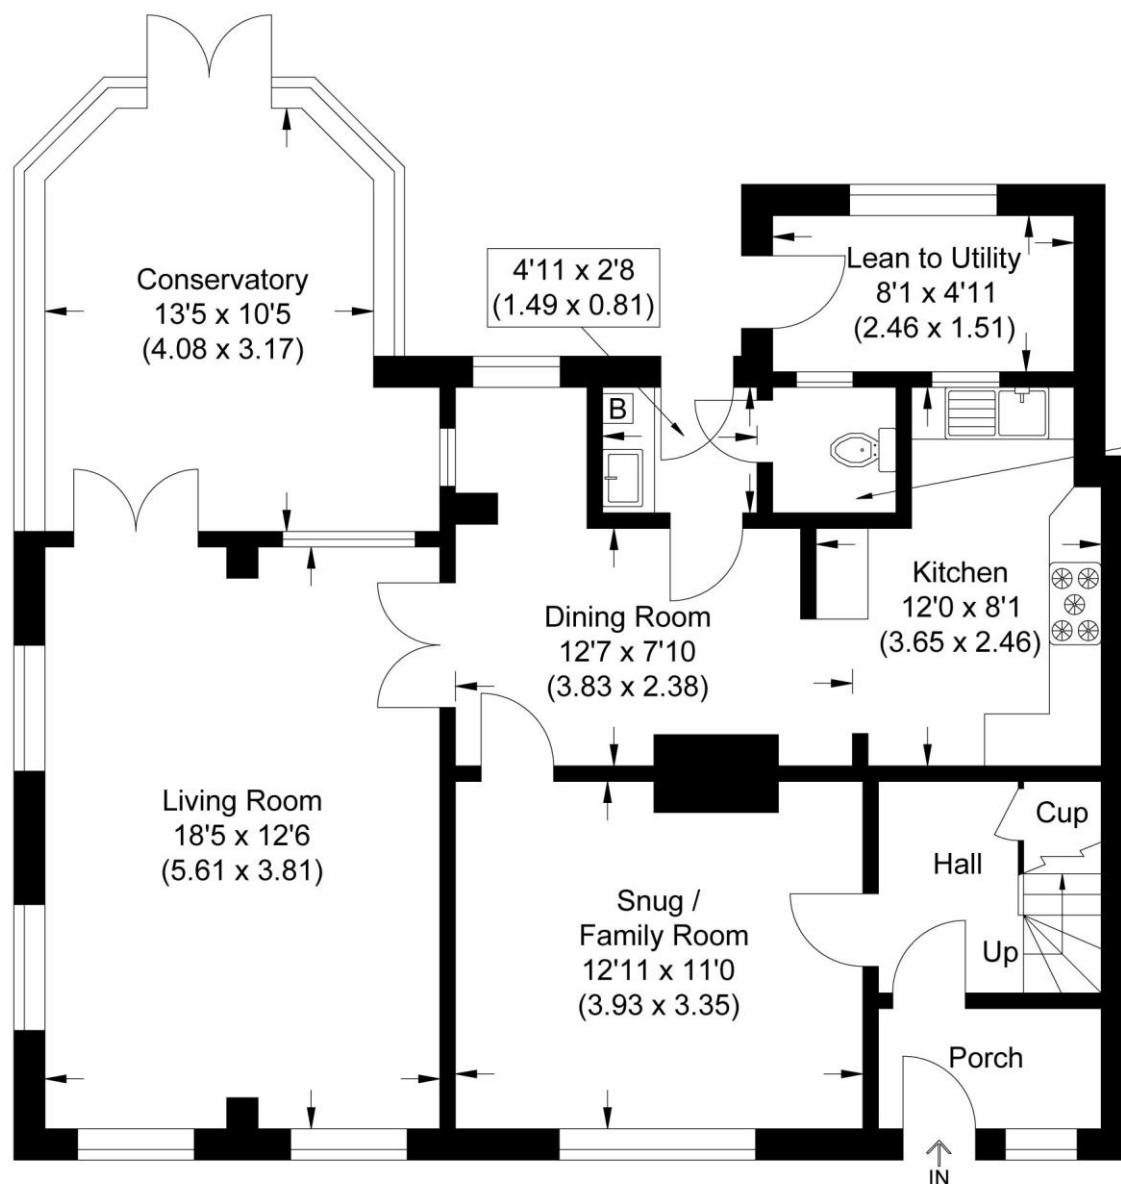 Conservatory
13'5 x 10'5
(4.08 x 3.17)
4'11 x 2'8
(1.49 x 0.81)
Lean to Utility
8'1 x 4'11
(2.46 x 1.51)
B
Kitchen
12'0 x 8'1
(3.65 x 2.46)
Dining Room
12'7 x 7'10
(3.83 x 2.38)
Living Room
18'5 x 12'6
(5.61 x 3.81)
Snug /
Family Room
12'11 x 11'0
(3.93 x 3.35)
Cup
Hall
Up
Porch
IN